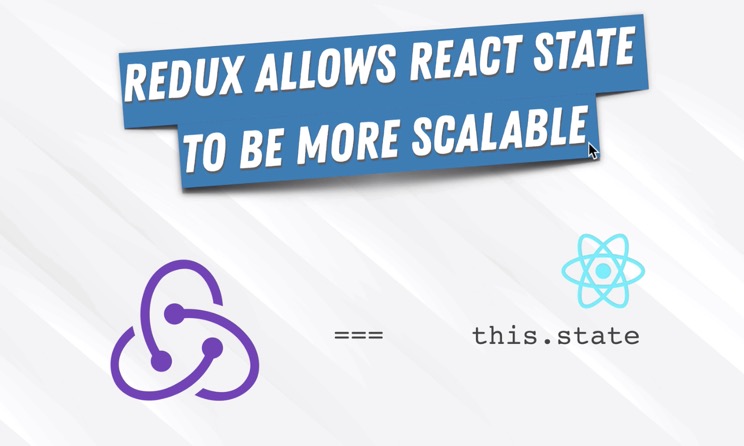 REDUX ALLOWS REACT STATE
TO BE MORE SCALABLE
=== this.state